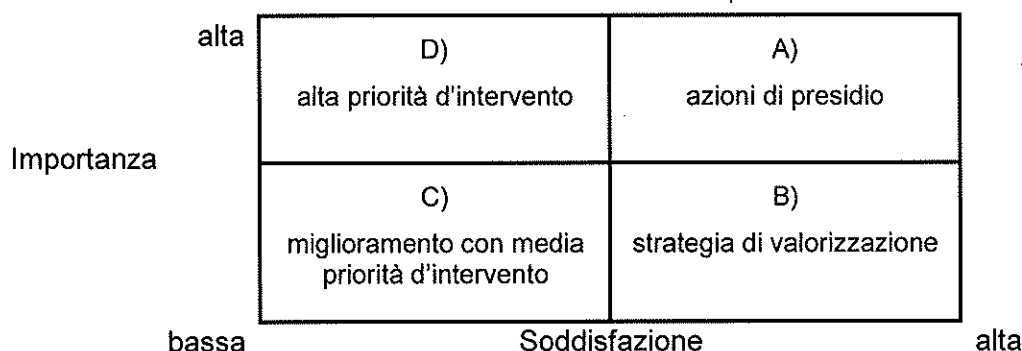 alta
D)
alta priorità d'intervento
A)
azioni di presidio
Importanza
C)
miglioramento con media
priorità d'intervento
B)
strategia di valorizzazione
bassa
Soddisfazione
alta